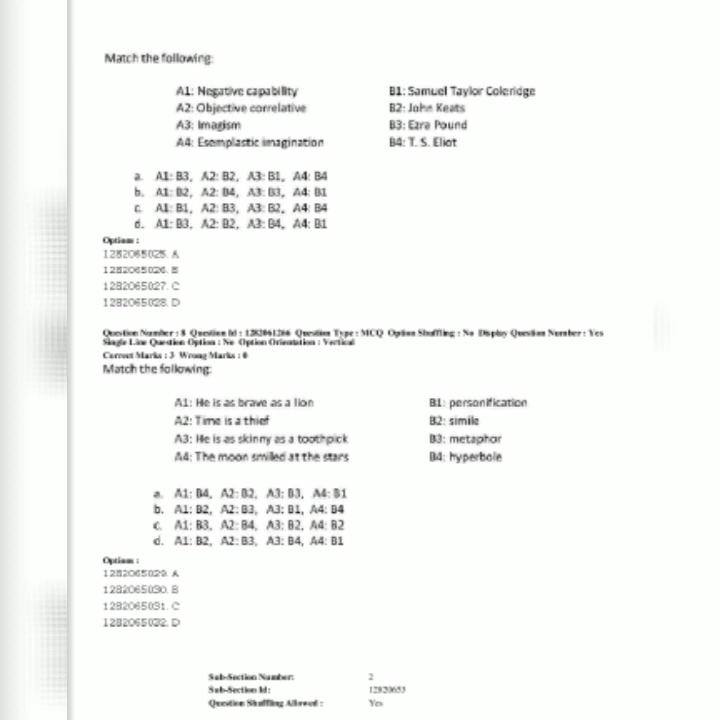 Match the following:
A1: Negative capability B1: Samuel Taylor Coleridge
A2: Objective correlative B2: John Keats
A3: Imagism B3: Ezra Pound
A4: Esemplastic imagination B4: T. S. Eliot
a. A1: B3, A2: B2, A3: B1, A4: B4
b. A1: B2, A2: B4, A3: B3, A4: B1
c. A1: B1, A2: B3, A3: B2, A4: B4
d. A1: B3, A2: B2, A3: B4, A4: B1
Options :
1282065025. A
1282065026. B
1282065027. C
1282065028. D
Question Number : 8 Question Id : 1282061266 Question Type : MCQ Option Shuffling : No Display Question Number : Yes
Single Line Question Option : No Option Orientation : Vertical
Correct Marks : 3 Wrong Marks : 0
Match the following:
A1: He is as brave as a lion B1: personification
A2: Time is a thief B2: simile
A3: He is as skinny as a toothpick B3: metaphor
A4: The moon smiled at the stars B4: hyperbole
a. A1: B4, A2: B2, A3: B3, A4: B1
b. A1: B2, A2: B3, A3: B1, A4: B4
c. A1: B3, A2: B4, A3: B2, A4: B2
d. A1: B2, A2: B3, A3: B4, A4: B1
Options :
1282065029. A
1282065030. B
1282065031. C
1282065032. D
Sub-Section Number: 2
Sub-Section Id: 12820653
Question Shuffling Allowed : Yes